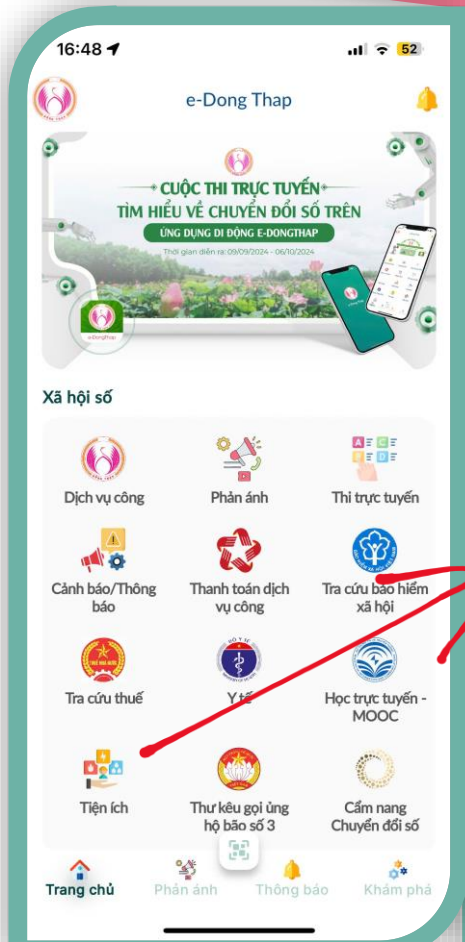 16:48
52
e-Dong Thap
CUỘC THI TRỰC TUYẾN
TÌM HIỂU VỀ CHUYỂN ĐỔI SỐ TRÊN
ỨNG DỤNG DI ĐỘNG E-DONGTHAP
Thời gian diễn ra: 09/09/2024 - 06/10/2024
e-DongThap
Xã hội số
Dịch vụ công
Phản ánh
Thi trực tuyến
Cảnh báo/Thông
báo
Thanh toán dịch
vụ công
Tra cứu bảo hiểm
xã hội
Tra cứu thuế
BỘ Y TẾ
Y tế
Học trực tuyến -
MOOC
Tiện ích
Thư kêu gọi ủng
hộ bão số 3
Cẩm nang
Chuyển đổi số
Trang chủ
Phản ánh
Thông báo
Khám phá